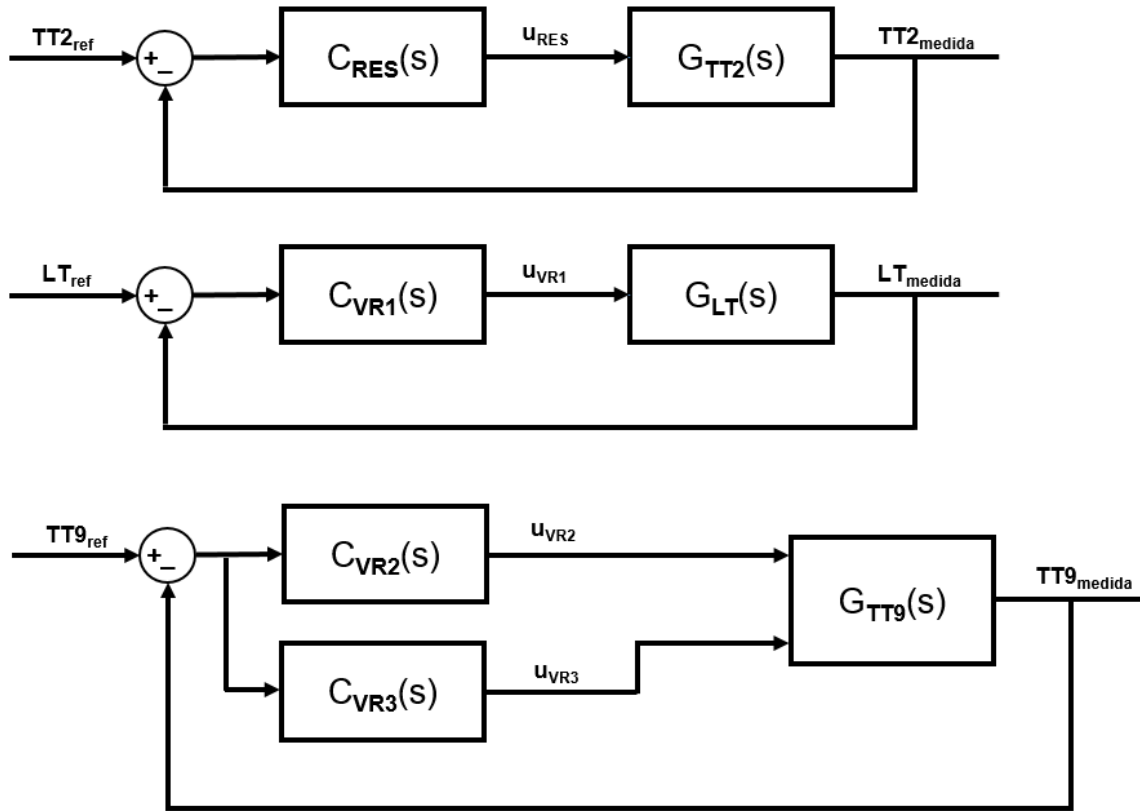 TT2ref + – CRES(s) uRES GTT2(s) TT2medida
LTref + – CVR1(s) uVR1 GLT(s) LTmedida
TT9ref + – CVR2(s) uVR2 GTT9(s) TT9medida
CVR3(s) uVR3